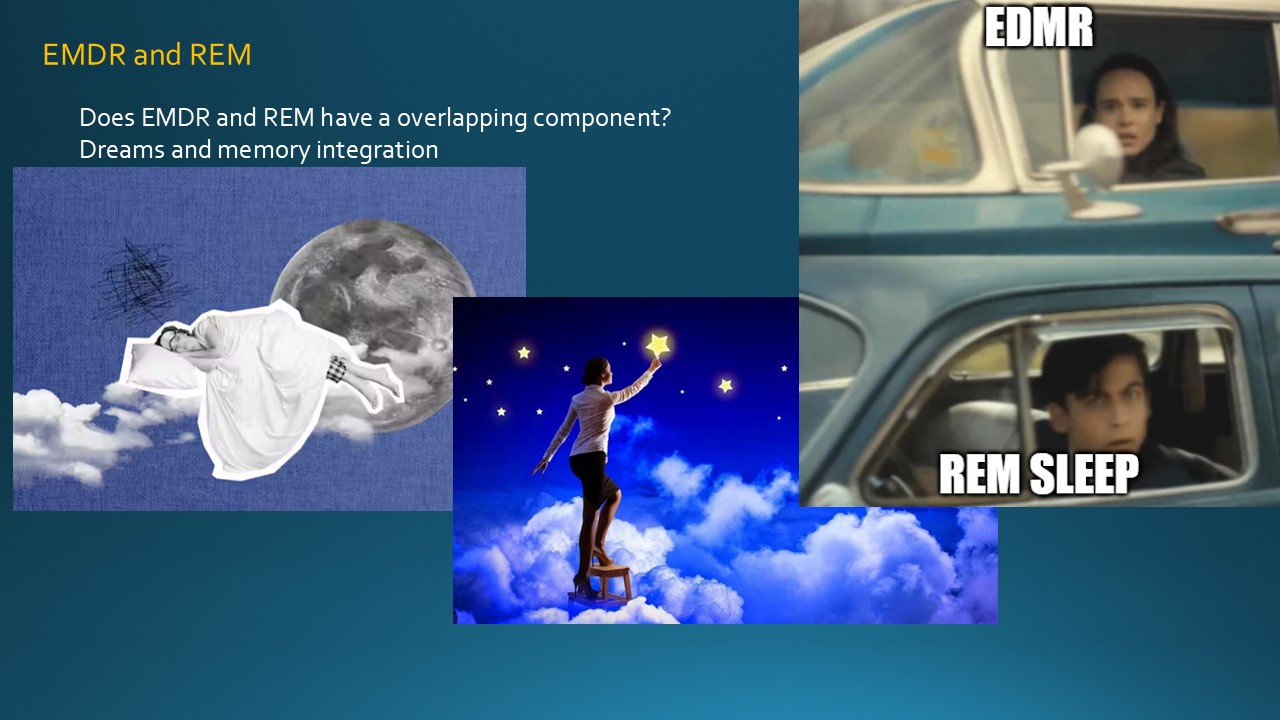 EMDR and REM
Does EMDR and REM have a overlapping component?
Dreams and memory integration
EDMR
REM SLEEP